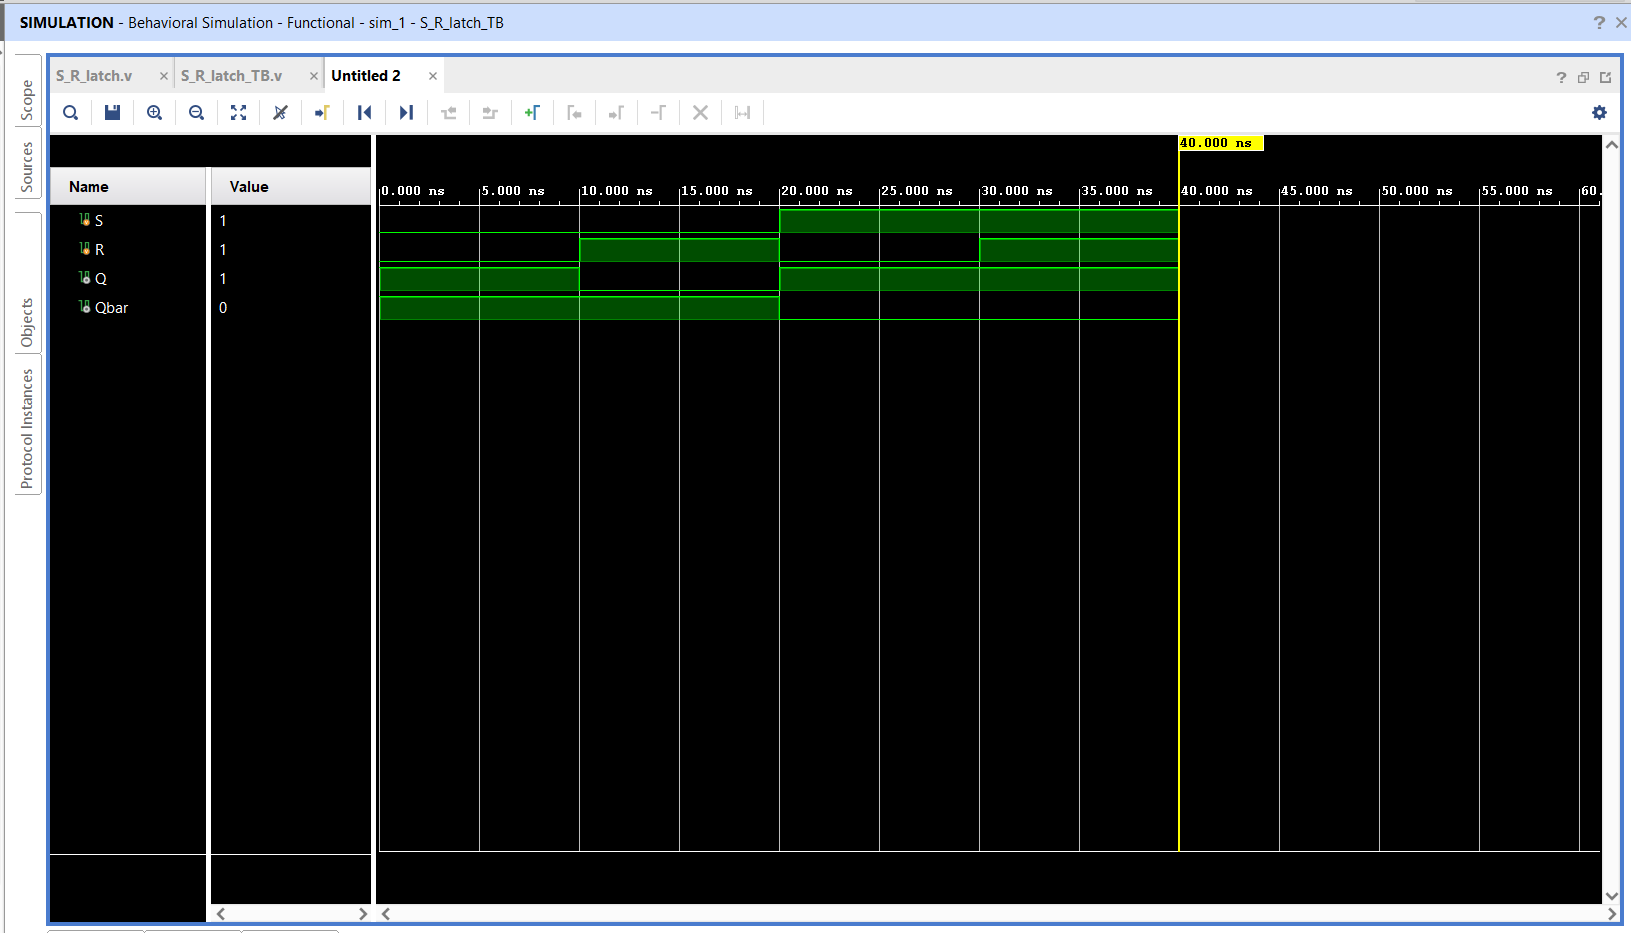 SIMULATION - Behavioral Simulation - Functional - sim_1 - S_R_latch_TB
S_R_latch.v S_R_latch_TB.v Untitled 2
Scope
Sources
Objects
Protocol Instances
40.000 ns
Name Value
0.000 ns 5.000 ns 10.000 ns 15.000 ns 20.000 ns 25.000 ns 30.000 ns 35.000 ns 40.000 ns 45.000 ns 50.000 ns 55.000 ns 60.
S 1
R 1
Q 1
Qbar 0